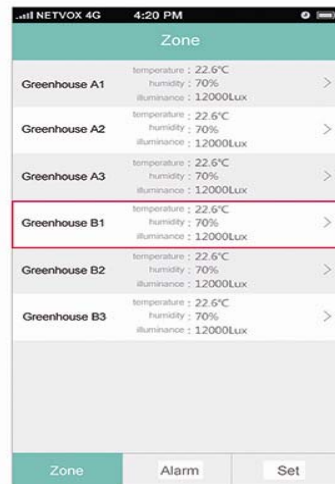 NETVOX 4G 4:20 PM
Zone
Greenhouse A1
temperature : 22.6°C
humidity : 70%
illuminance : 12000Lux
Greenhouse A2
temperature : 22.6°C
humidity : 70%
illuminance : 12000Lux
Greenhouse A3
temperature : 22.6°C
humidity : 70%
illuminance : 12000Lux
Greenhouse B1
temperature : 22.6°C
humidity : 70%
illuminance : 12000Lux
Greenhouse B2
temperature : 22.6°C
humidity : 70%
illuminance : 12000Lux
Greenhouse B3
temperature : 22.6°C
humidity : 70%
illuminance : 12000Lux
Zone Alarm Set